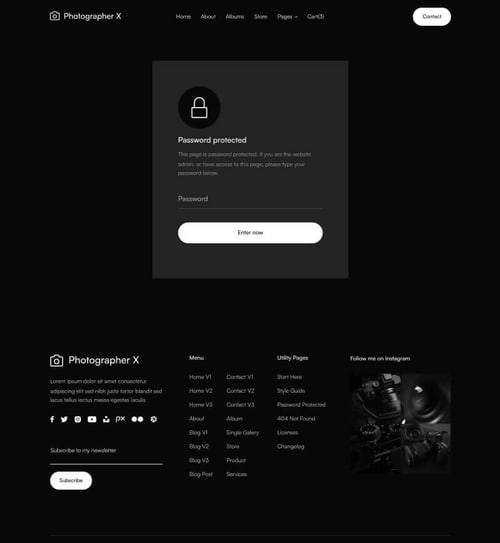 Photographer X
Home About Albums Store Pages Cart(3)
Contact
Password protected
This page is password protected. If you are the website
admin, or have access to this page, please type your
password below.
Password
Enter now
Photographer X
Lorem ipsum dolor sit amet consectetur
adipiscing elit sed nibh justo tortor blandit sed
lacus tellus lectus massa egestas iaculis
Subscribe to my newsletter
Subscribe
Menu
Home V1 Contact V1
Home V2 Contact V2
Home V3 Contact V3
About Album
Blog V1 Single Galery
Blog V2 Store
Blog V3 Product
Blog Post Services
Utility Pages
Start Here
Style Guide
Password Protected
404 Not Found
Licenses
Changelog
Follow me on Instagram